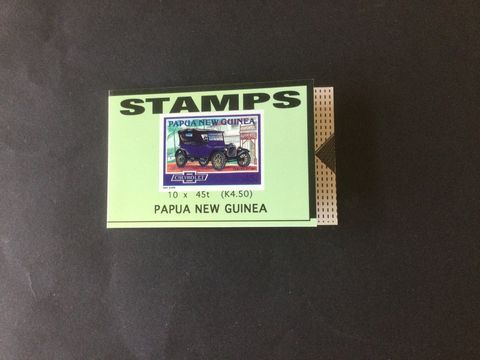 STAMPS
PAPUA NEW GUINEA
CHEVROLET
10 x 45t (K4.50)
PAPUA NEW GUINEA